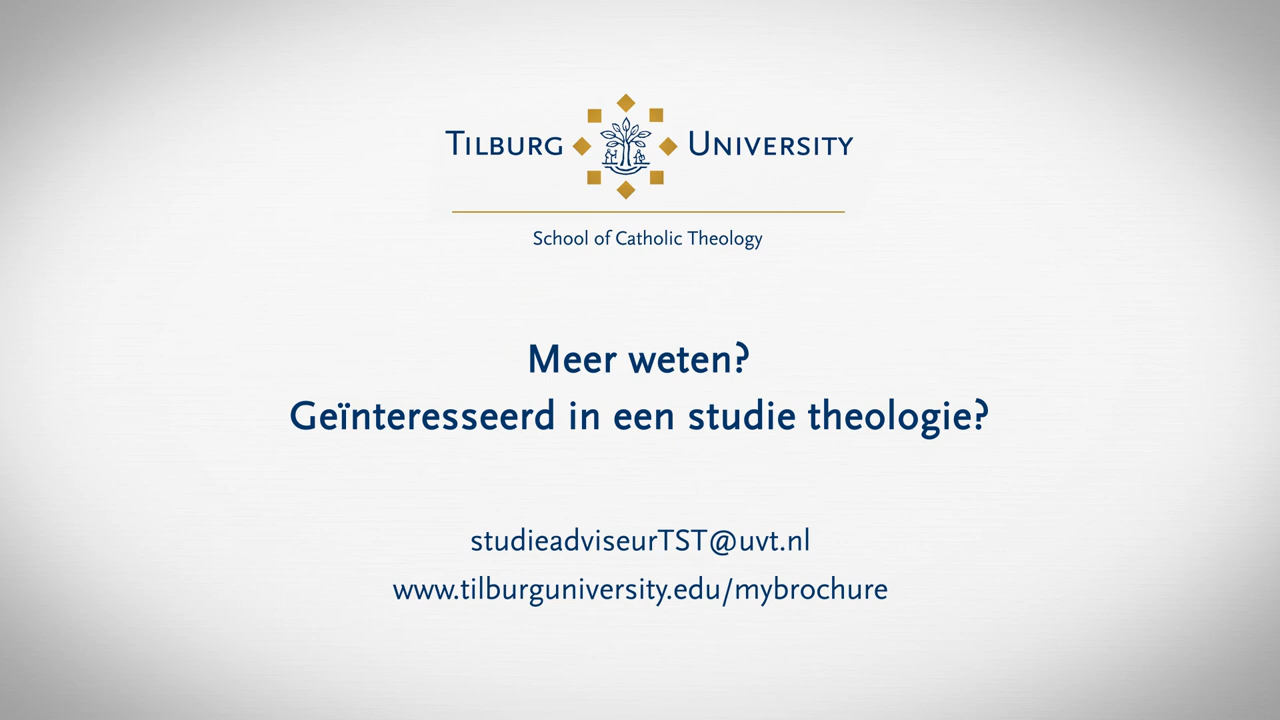 TILBURG UNIVERSITY
School of Catholic Theology
Meer weten?
Geïnteresseerd in een studie theologie?
studieadviseurTST@uvt.nl
www.tilburguniversity.edu/mybrochure